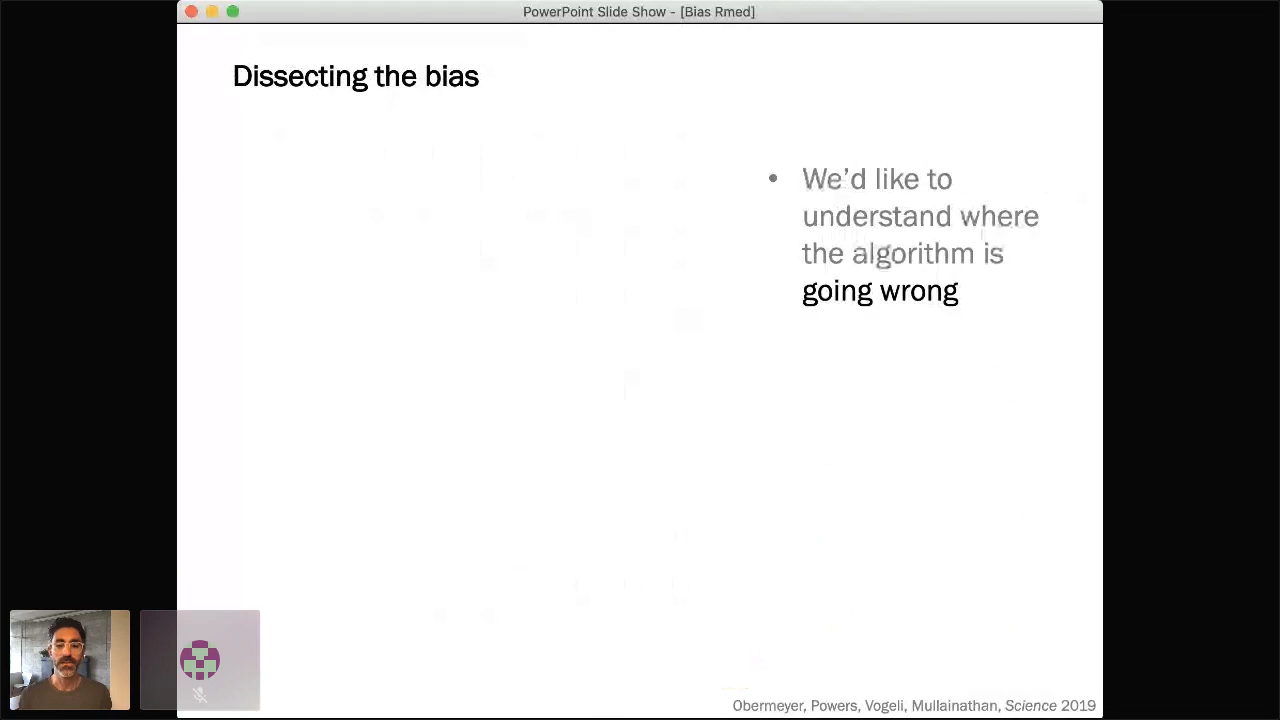 PowerPoint Slide Show - [Bias Rmed]
Dissecting the bias
• We’d like to
understand where
the algorithm is
going wrong
Obermeyer, Powers, Vogeli, Mullainathan, Science 2019